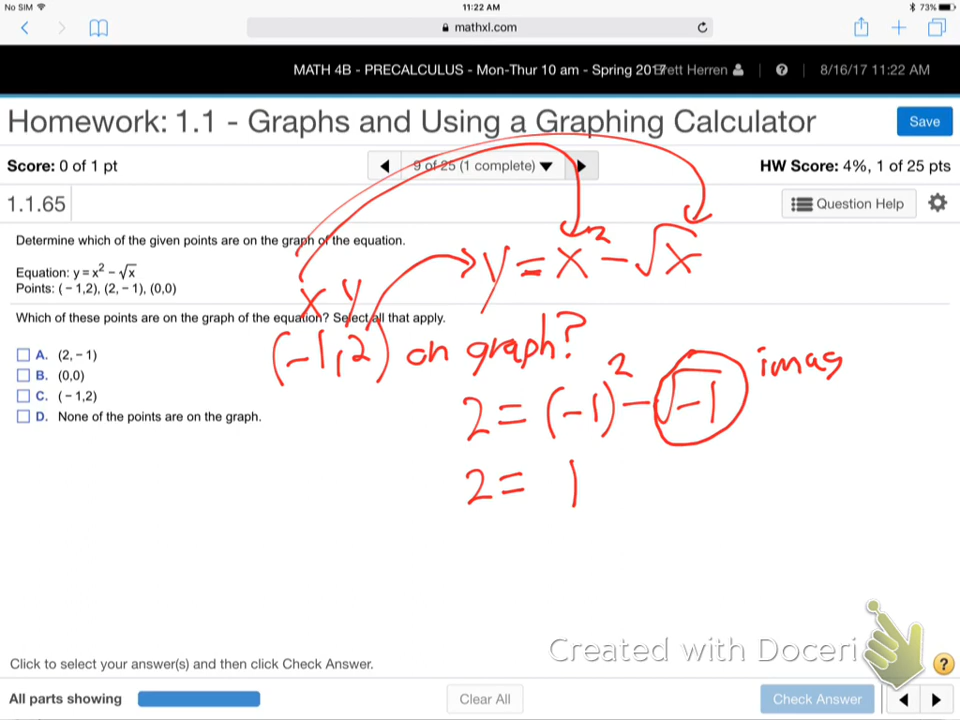 No SIM 11:22 AM 73%
mathxl.com
MATH 4B - PRECALCULUS - Mon-Thur 10 am - Spring 2017 Brett Herren ? 8/16/17 11:22 AM
Homework: 1.1 - Graphs and Using a Graphing Calculator Save
Score: 0 of 1 pt 9 of 25 (1 complete) HW Score: 4%, 1 of 25 pts
1.1.65 Question Help
Determine which of the given points are on the graph of the equation.
Equation: y = x² − √x
Points: (− 1,2), (2, − 1), (0,0)
y = x² − √x
x y
Which of these points are on the graph of the equation? Select all that apply.
(−1, 2) on graph?
A. (2, − 1)
B. (0,0)
C. (− 1,2)
D. None of the points are on the graph.
2 = (−1)² − √−1 imag
2 = 1
Created with Doceri
Click to select your answer(s) and then click Check Answer. ?
All parts showing Clear All Check Answer